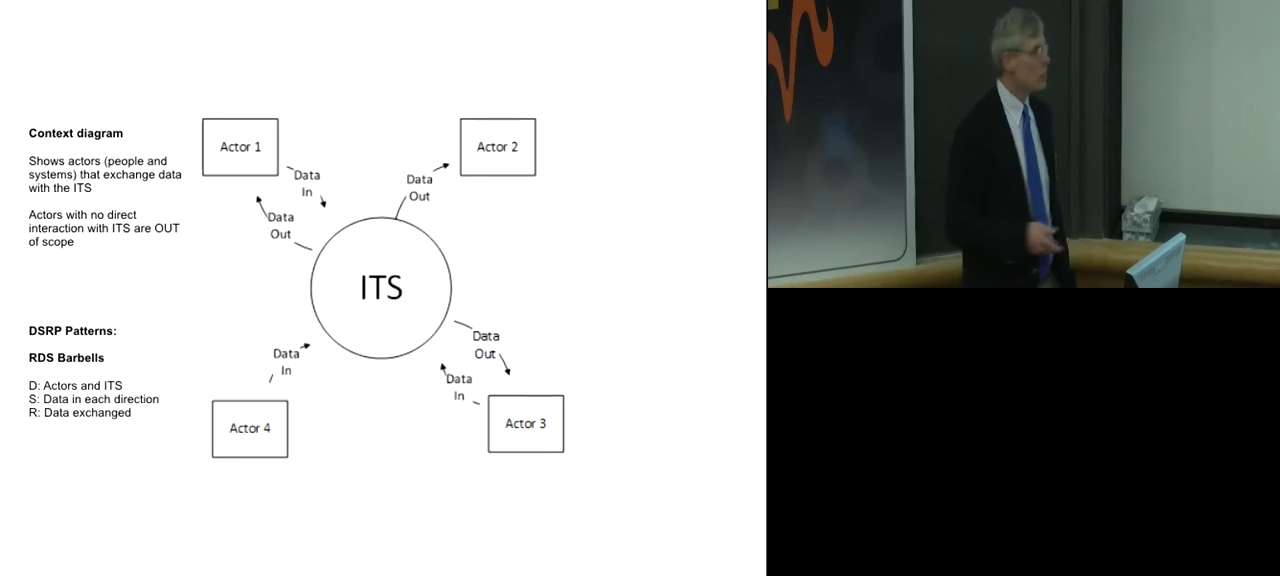 Context diagram
Shows actors (people and
systems) that exchange data
with the ITS
Actors with no direct
interaction with ITS are OUT
of scope
DSRP Patterns:
RDS Barbells
D: Actors and ITS
S: Data in each direction
R: Data exchanged
Actor 1
Actor 2
Data
In
Data
Out
Data
Out
ITS
Data
In
Data
Out
Data
In
Actor 4
Actor 3